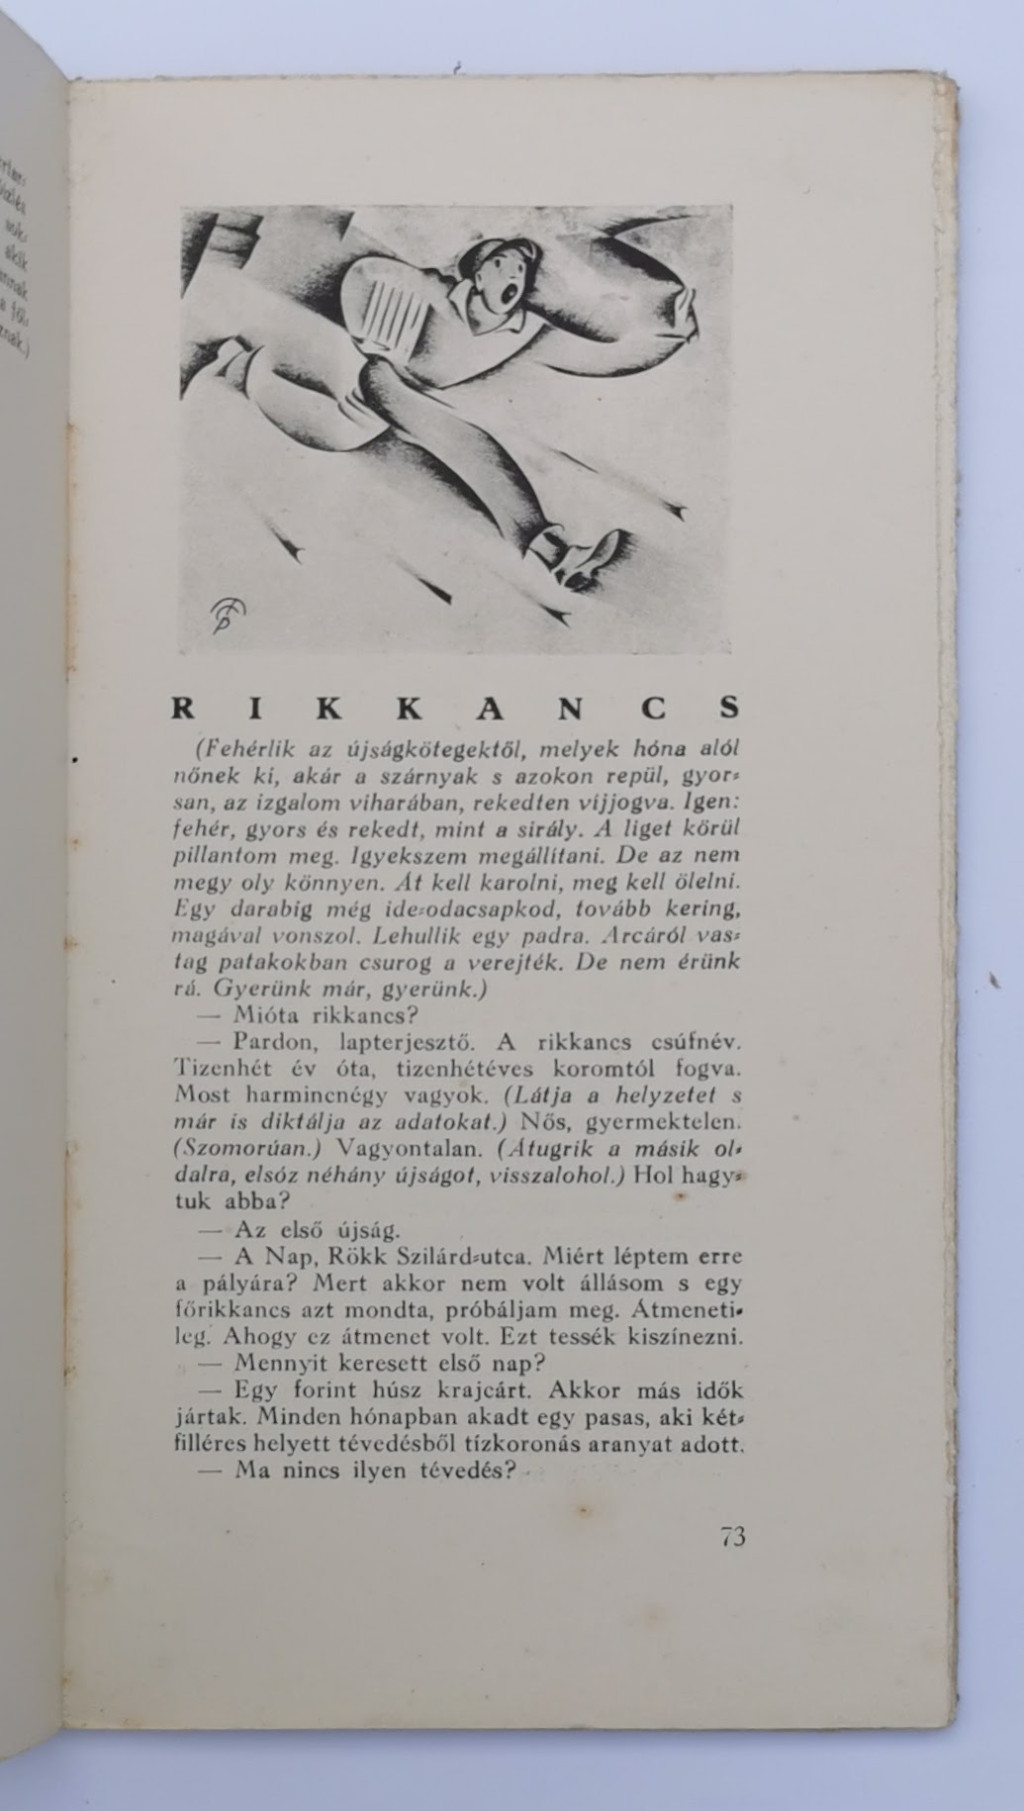 R I K K A N C S
(Fehérlik az újságkötegektől, melyek hóna alól
nőnek ki, akár a szárnyak s azokon repül, gyor-
san, az izgalom viharában, rekedten víjjogva. Igen:
fehér, gyors és rekedt, mint a sirály. A liget körül
pillantom meg. Igyekszem megállítani. De az nem
megy oly könnyen. Át kell karolni, meg kell ölelni.
Egy darabig még ide-odacsapkod, tovább kering,
magával vonszol. Lehullik egy padra. Arcáról vas-
tag patakokban csurog a verejték. De nem érünk
rá. Gyerünk már, gyerünk.)
— Mióta rikkancs?
— Pardon, lapterjesztő. A rikkancs csúfnév.
Tizenhét év óta, tizenhétéves koromtól fogva.
Most harmincnégy vagyok. (Látja a helyzetet s
már is diktálja az adatokat.) Nős, gyermektelen.
(Szomorúan.) Vagyontalan. (Átugrik a másik ol-
dalra, elsóz néhány újságot, visszalohol.) Hol hagy-
tuk abba?
— Az első újság.
— A Nap, Rökk Szilárd-utca. Miért léptem erre
a pályára? Mert akkor nem volt állásom s egy
főrikkancs azt mondta, próbáljam meg. Átmeneti-
leg. Ahogy ez átmenet volt. Ezt tessék kiszínezni.
— Mennyit keresett első nap?
— Egy forint húsz krajcárt. Akkor más idők
jártak. Minden hónapban akadt egy pasas, aki két-
filléres helyett tévedésből tízkoronás aranyat adott.
— Ma nincs ilyen tévedés?
73